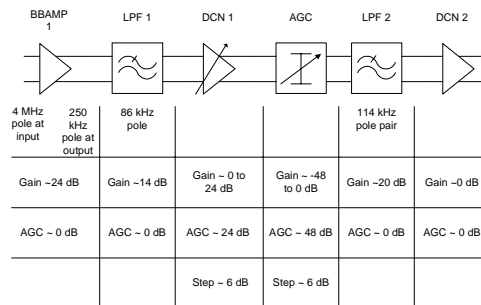 BBAMP 1
LPF 1
DCN 1
AGC
LPF 2
DCN 2
4 MHz pole at input
250 kHz pole at output
86 kHz pole
114 kHz pole pair
Gain ~24 dB
Gain ~14 dB
Gain ~ 0 to 24 dB
Gain ~ -48 to 0 dB
Gain ~20 dB
Gain ~0 dB
AGC ~ 0 dB
AGC ~ 0 dB
AGC ~ 24 dB
AGC ~ 48 dB
AGC ~ 0 dB
AGC ~ 0 dB
Step ~ 6 dB
Step ~ 6 dB